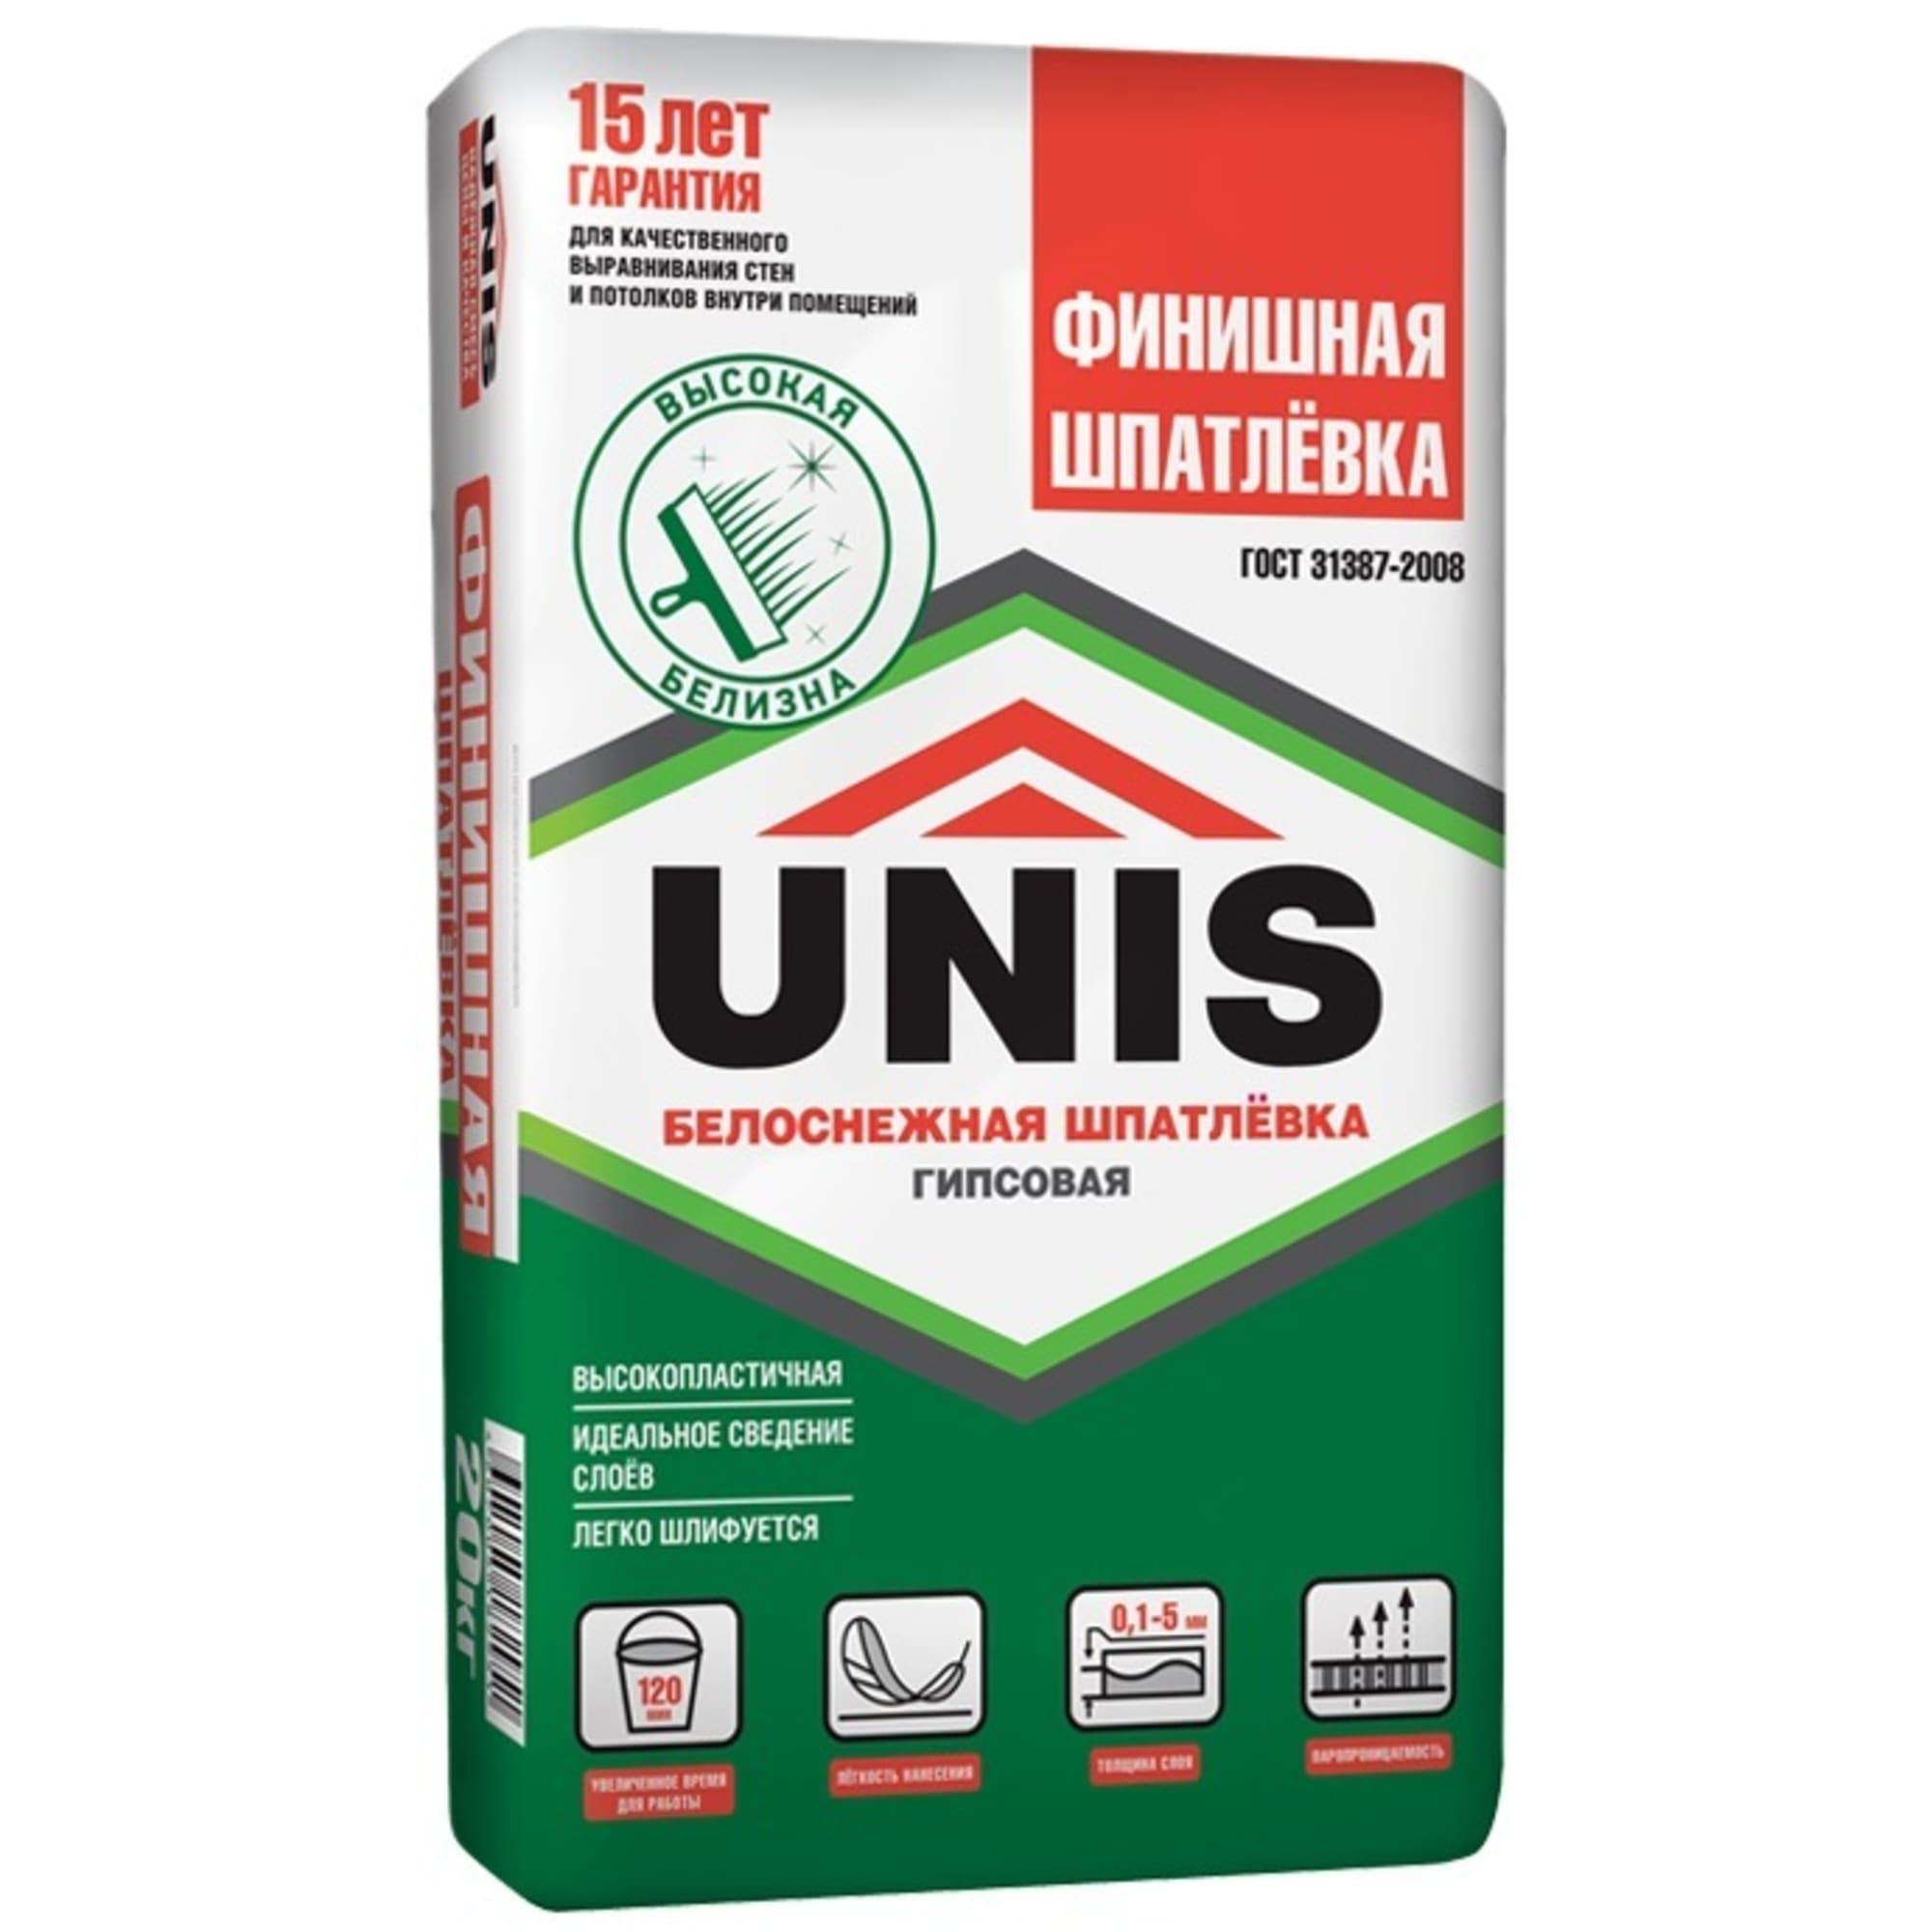 15 лет
ГАРАНТИЯ
ДЛЯ КАЧЕСТВЕННОГО
ВЫРАВНИВАНИЯ СТЕН
И ПОТОЛКОВ ВНУТРИ ПОМЕЩЕНИЙ
ФИНИШНАЯ
ШПАТЛЁВКА
ГОСТ 31387-2008
ВЫСОКАЯ
БЕЛИЗНА
UNIS
БЕЛОСНЕЖНАЯ ШПАТЛЁВКА
ГИПСОВАЯ
ВЫСОКОПЛАСТИЧНАЯ
ИДЕАЛЬНОЕ СВЕДЕНИЕ
СЛОЁВ
ЛЕГКО ШЛИФУЕТСЯ
120
мин
УВЕЛИЧЕННОЕ ВРЕМЯ
ДЛЯ РАБОТЫ
ЛЁГКОСТЬ НАНЕСЕНИЯ
0,1-5 мм
ТОЛЩИНА СЛОЯ
ПАРОПРОНИЦАЕМОСТЬ
UNIS
ФИНИШНАЯ
ШПАТЛЁВКА
20кг